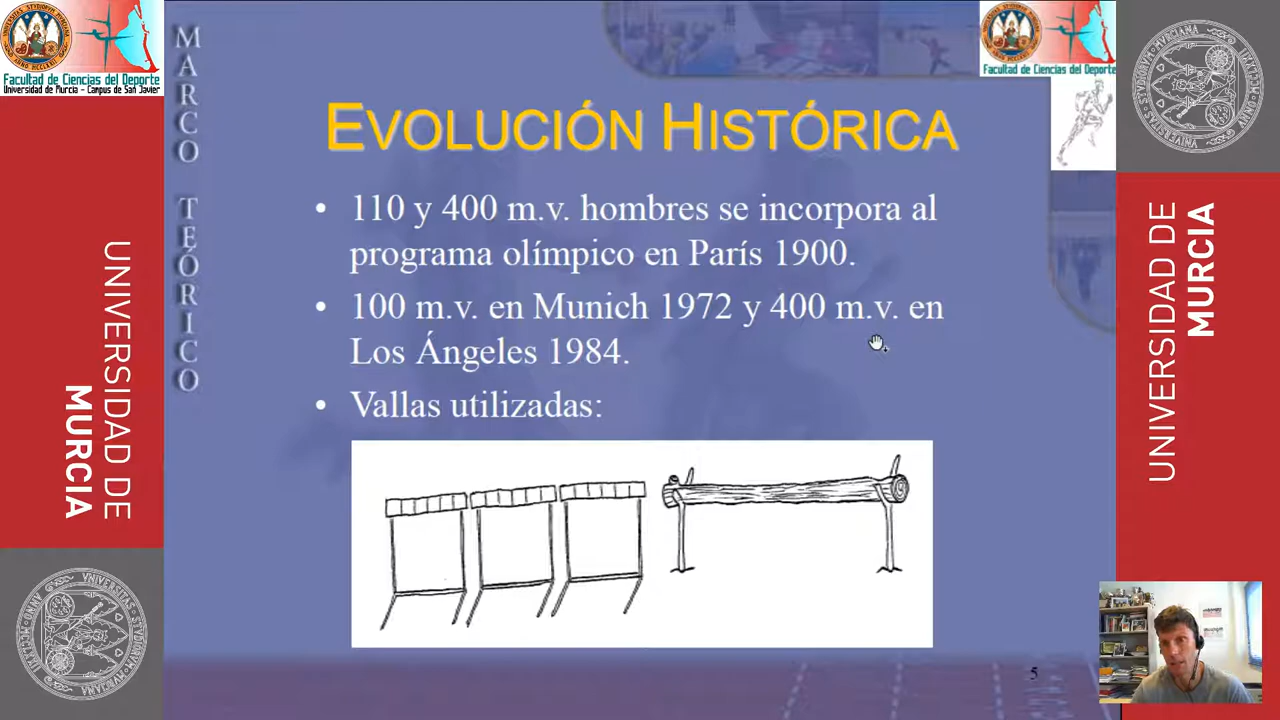 Facultad de Ciencias del Deporte
Universidad de Murcia - Campus de San Javier
MARCO TEÓRICO
Facultad de Ciencias del Deporte
EVOLUCIÓN HISTÓRICA
• 110 y 400 m.v. hombres se incorpora al
programa olímpico en París 1900.
• 100 m.v. en Munich 1972 y 400 m.v. en
Los Ángeles 1984.
• Vallas utilizadas:
5
UNIVERSIDAD DE
MURCIA
UNIVERSIDAD DE
MURCIA